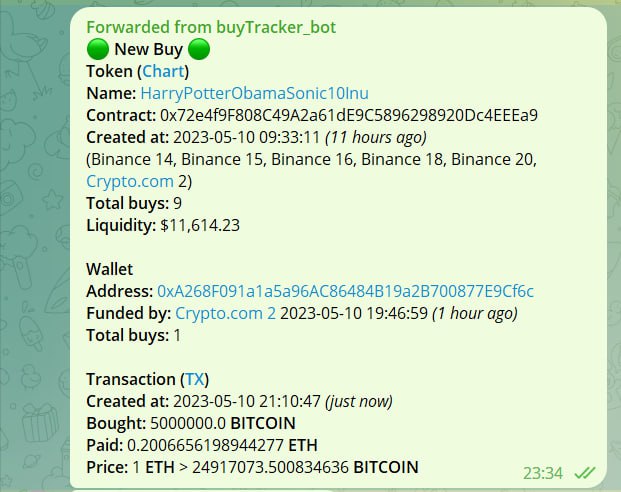 Forwarded from buyTracker_bot
🟢 New Buy 🟢
Token (Chart)
Name: HarryPotterObamaSonic10Inu
Contract: 0x72e4f9F808C49A2a61dE9C5896298920Dc4EEEa9
Created at: 2023-05-10 09:33:11 (11 hours ago)
(Binance 14, Binance 15, Binance 16, Binance 18, Binance 20,
Crypto.com 2)
Total buys: 9
Liquidity: $11,614.23
Wallet
Address: 0xA268F091a1a5a96AC86484B19a2B700877E9Cf6c
Funded by: Crypto.com 2 2023-05-10 19:46:59 (1 hour ago)
Total buys: 1
Transaction (TX)
Created at: 2023-05-10 21:10:47 (just now)
Bought: 5000000.0 BITCOIN
Paid: 0.2006656198944277 ETH
Price: 1 ETH > 24917073.500834636 BITCOIN
23:34